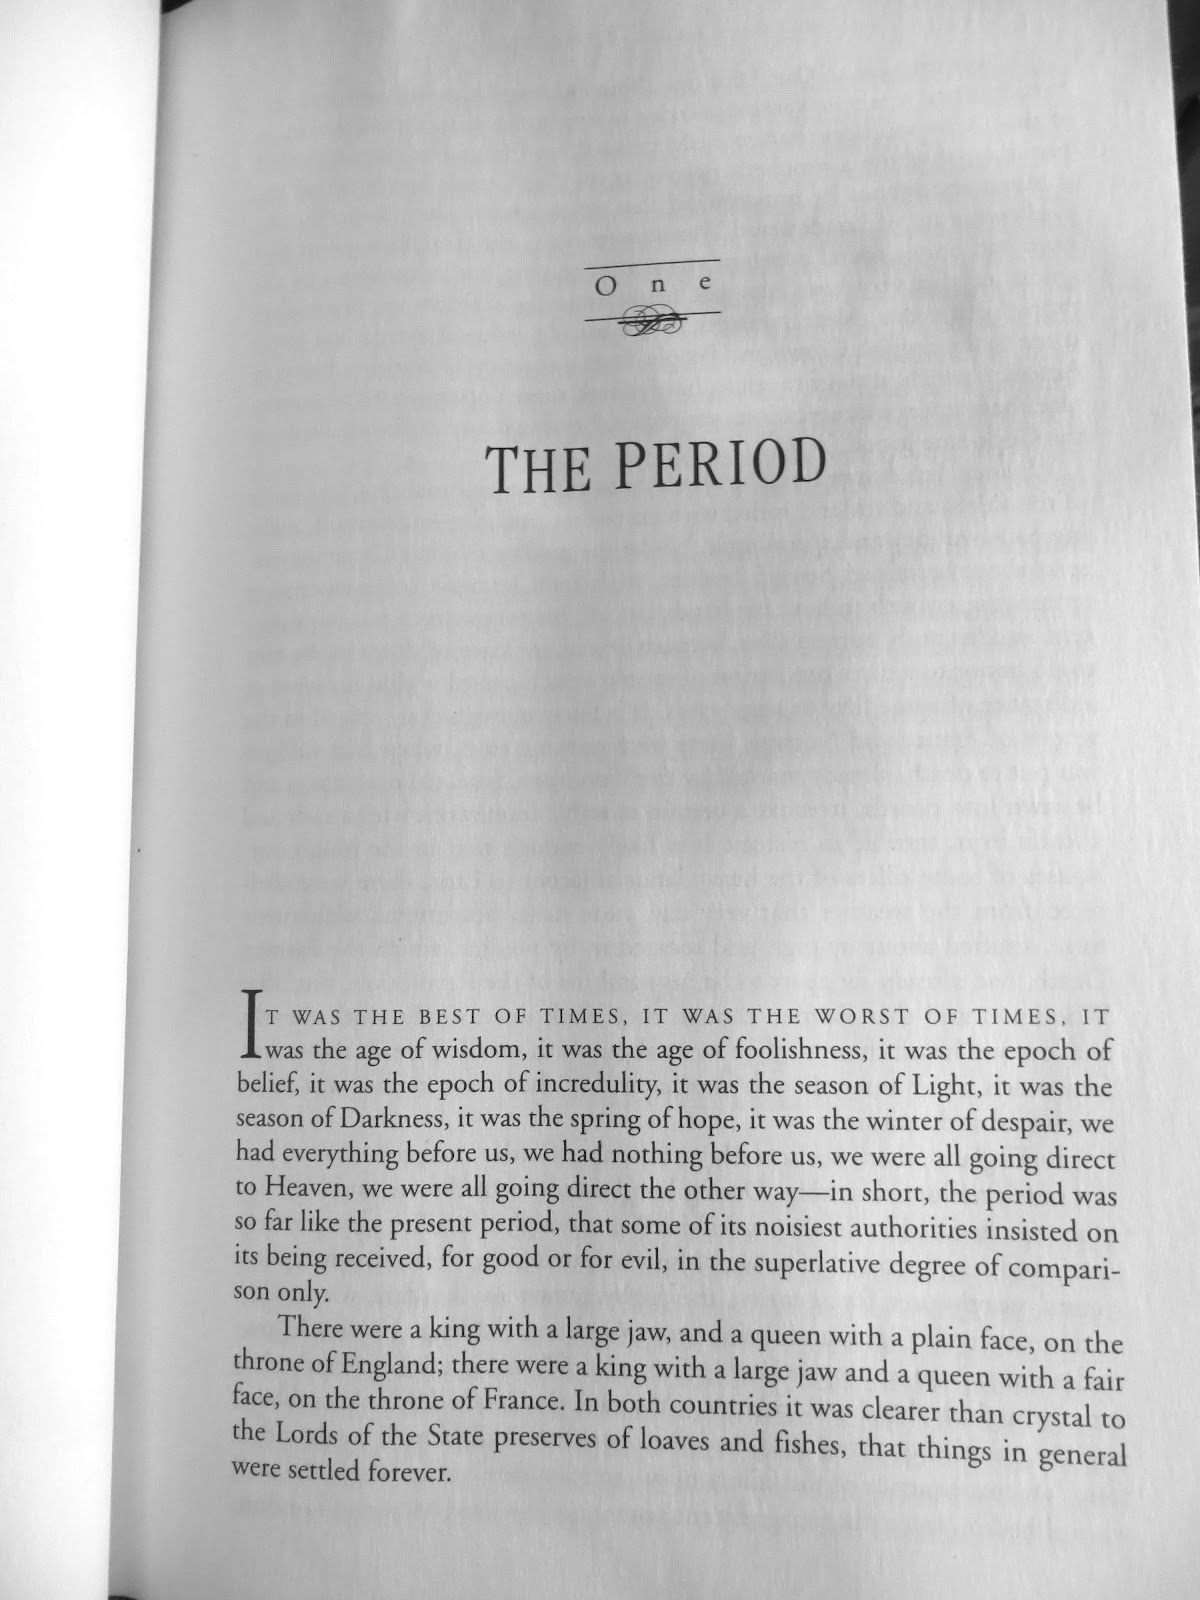 One
THE PERIOD
IT WAS THE BEST OF TIMES, IT WAS THE WORST OF TIMES, IT
was the age of wisdom, it was the age of foolishness, it was the epoch of
belief, it was the epoch of incredulity, it was the season of Light, it was the
season of Darkness, it was the spring of hope, it was the winter of despair, we
had everything before us, we had nothing before us, we were all going direct
to Heaven, we were all going direct the other way—in short, the period was
so far like the present period, that some of its noisiest authorities insisted on
its being received, for good or for evil, in the superlative degree of compari-
son only.
There were a king with a large jaw, and a queen with a plain face, on the
throne of England; there were a king with a large jaw and a queen with a fair
face, on the throne of France. In both countries it was clearer than crystal to
the Lords of the State preserves of loaves and fishes, that things in general
were settled forever.